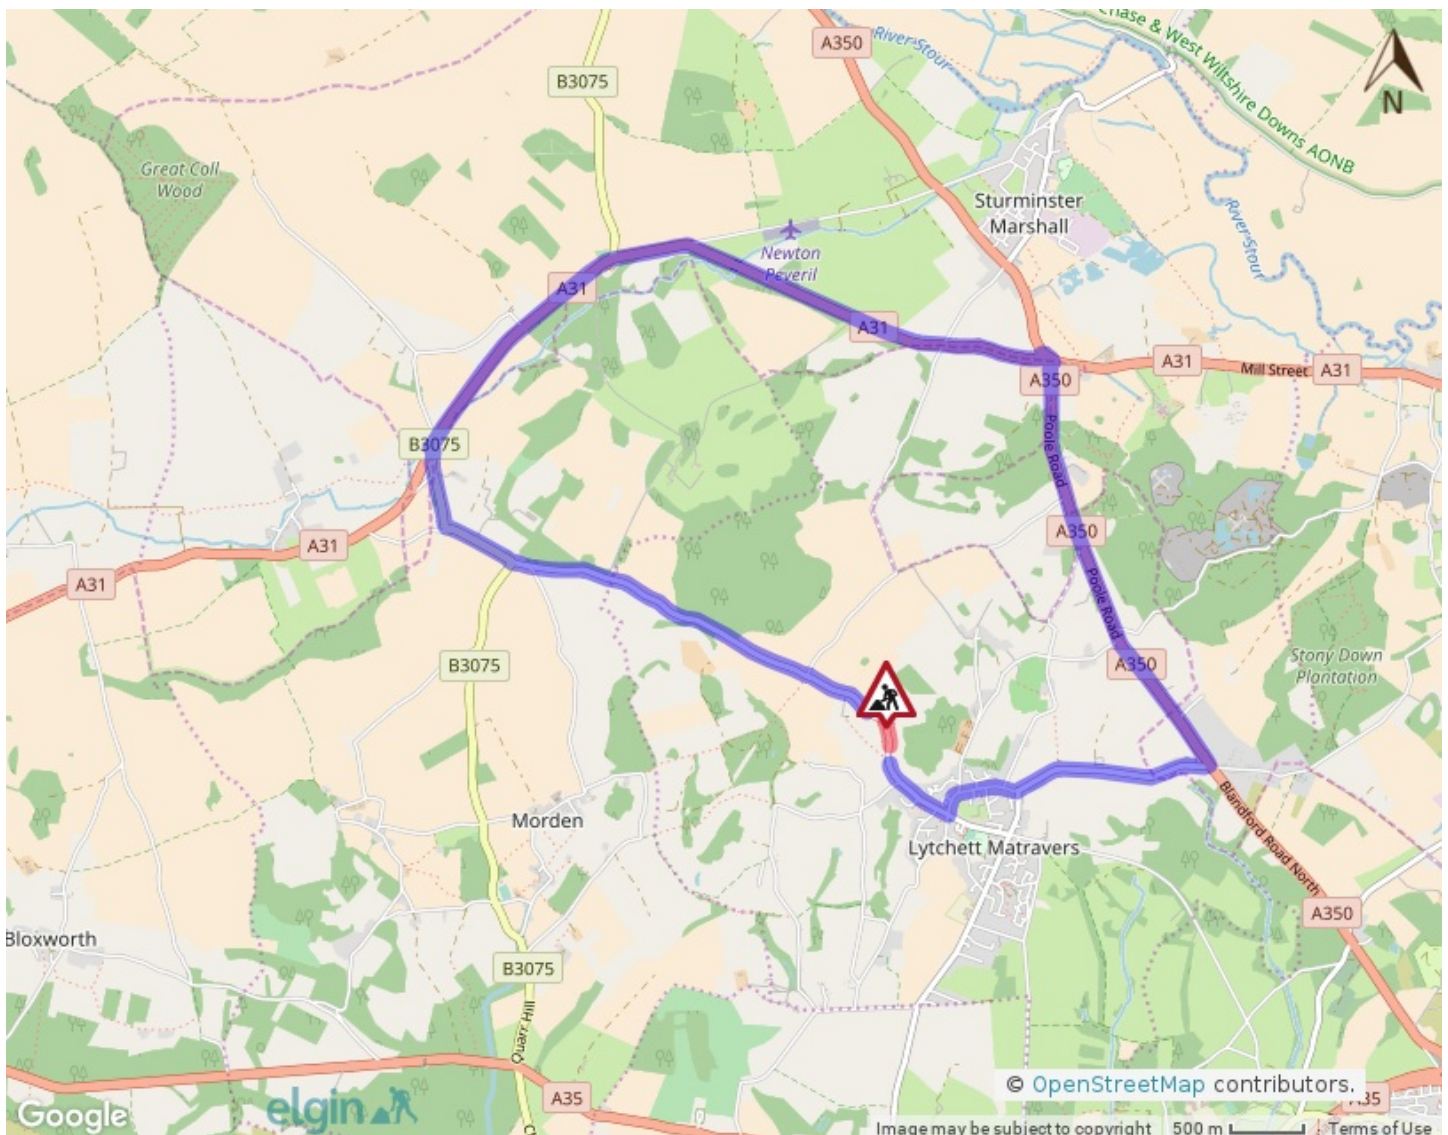 A350
River Stour
Chase & West Wiltshire Downs AONB
B3075
N
Great Coll
Wood
Sturminster
Marshall
River Stour
Newton
Peveril
A31
A31
A350
A31
Mill Street
A31
B3075
Poole Road
A31
A350
A31
Poole Road
B3075
A350
Stony Down
Plantation
Blandford Road North
Morden
Lytchett Matravers
A350
Bloxworth
B3075
Quarr Hill
A35
© OpenStreetMap contributors.
A35
Google
elgin
Image may be subject to copyright
500 m
Terms of Use